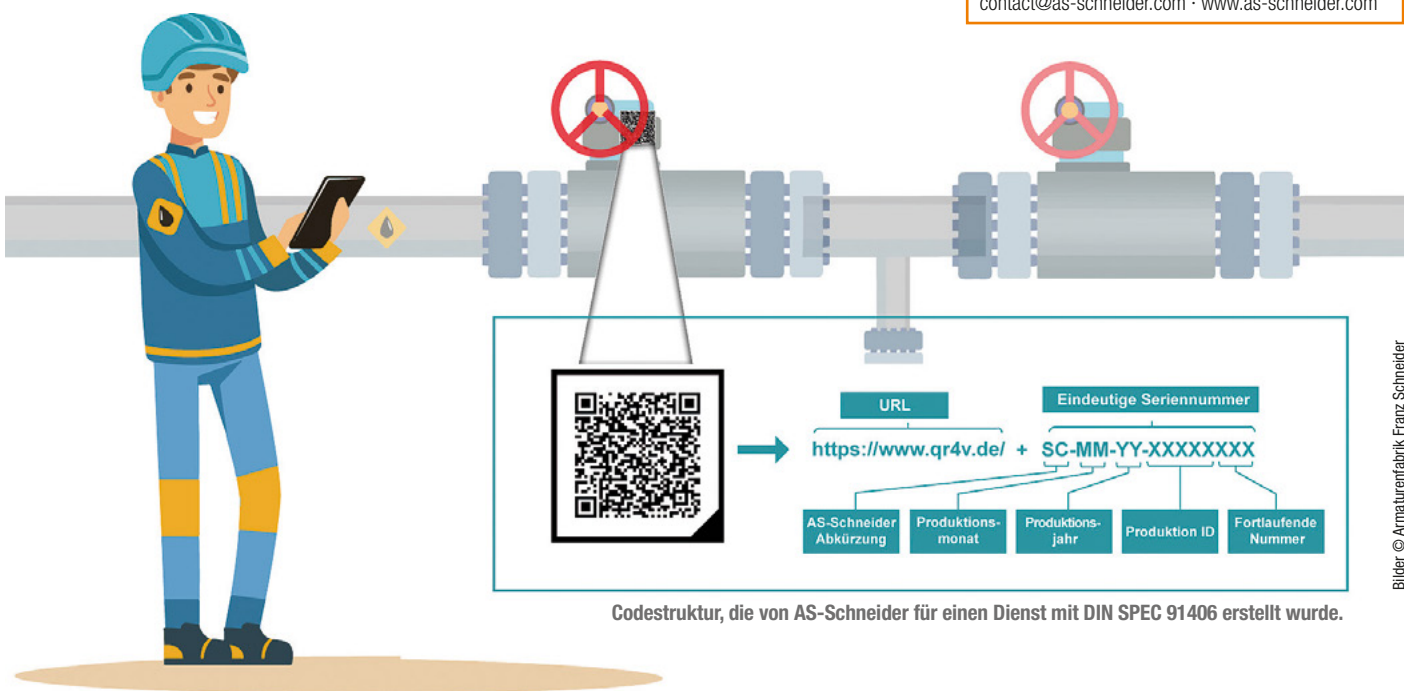 contact@as-schneider.com · www.as-schneider.com
URL
Eindeutige Seriennummer
https://www.qr4v.de/ + SC-MM-YY-XXXXXXXX
AS-Schneider
Abkürzung
Produktions-
monat
Produktions-
jahr
Produktion ID
Fortlaufende
Nummer
Codestruktur, die von AS-Schneider für einen Dienst mit DIN SPEC 91406 erstellt wurde.
Bilder © Armaturenfabrik Franz Schneider